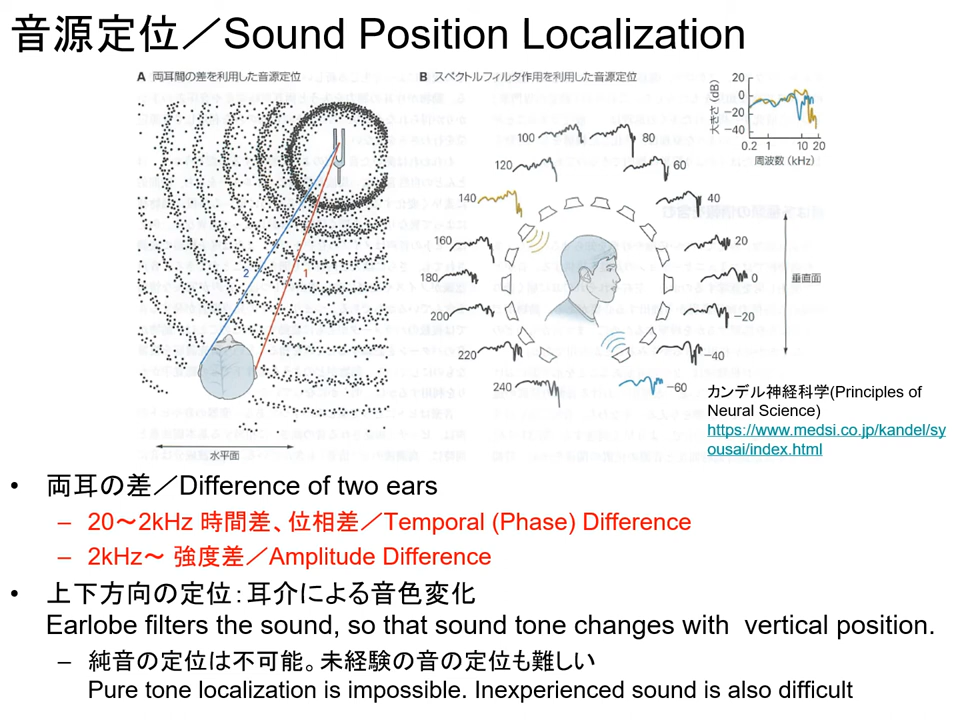 音源定位／Sound Position Localization
A 両耳間の差を利用した音源定位
B スペクトルフィルタ作用を利用した音源定位
大きさ (dB)
20
0
−20
−40
0.2 1 10 20
周波数 (kHz)
100
80
120
60
140
40
160
20
180
0
垂直面
200
−20
220
−40
240
−60
2
1
水平面
カンデル神経科学(Principles of
Neural Science)
https://www.medsi.co.jp/kandel/sy
ousai/index.html
• 両耳の差／Difference of two ears
– 20～2kHz 時間差、位相差／Temporal (Phase) Difference
– 2kHz～ 強度差／Amplitude Difference
• 上下方向の定位：耳介による音色変化
Earlobe filters the sound, so that sound tone changes with vertical position.
– 純音の定位は不可能。未経験の音の定位も難しい
Pure tone localization is impossible. Inexperienced sound is also difficult